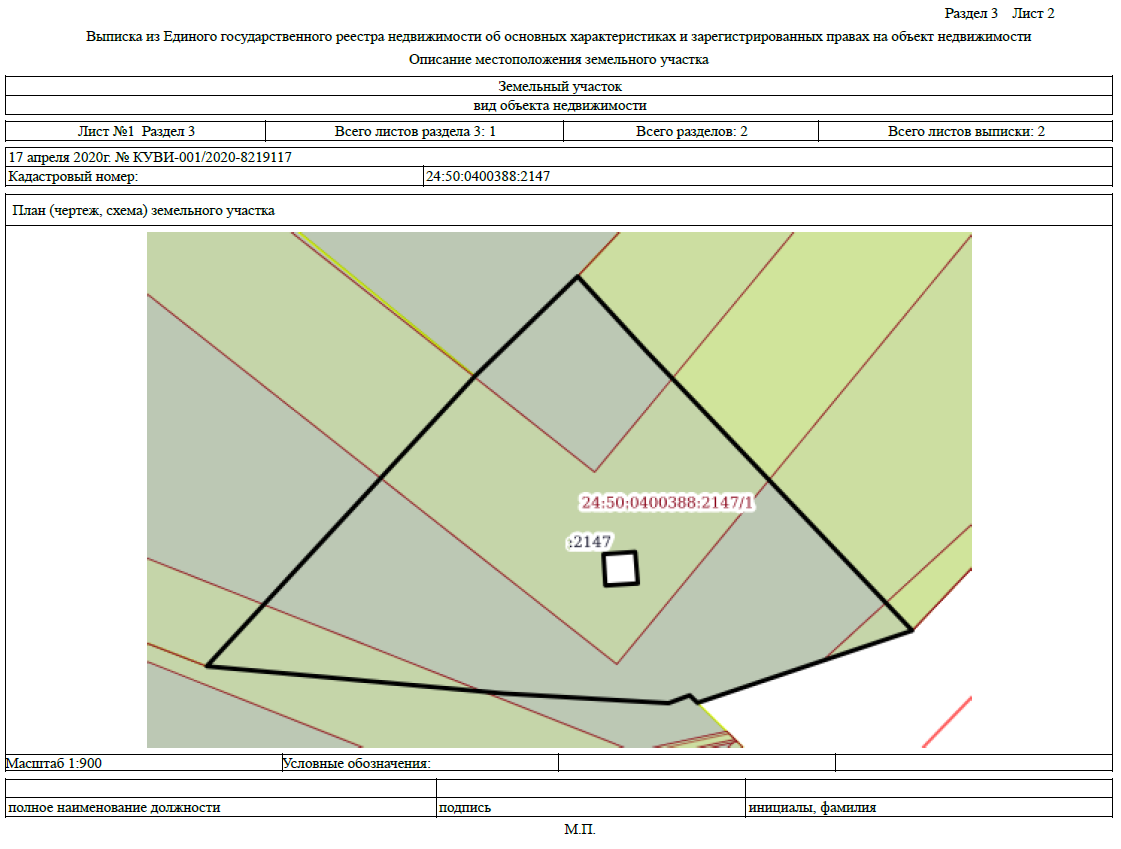 Раздел 3 Лист 2
Выписка из Единого государственного реестра недвижимости об основных характеристиках и зарегистрированных правах на объект недвижимости
Описание местоположения земельного участка
Земельный участок
вид объекта недвижимости
Лист №1 Раздел 3 Всего листов раздела 3: 1 Всего разделов: 2 Всего листов выписки: 2
17 апреля 2020г. № КУВИ-001/2020-8219117
Кадастровый номер: 24:50:0400388:2147
План (чертеж, схема) земельного участка
24:50:0400388:2147/1
:2147
Масштаб 1:900 Условные обозначения:
полное наименование должности подпись инициалы, фамилия
М.П.